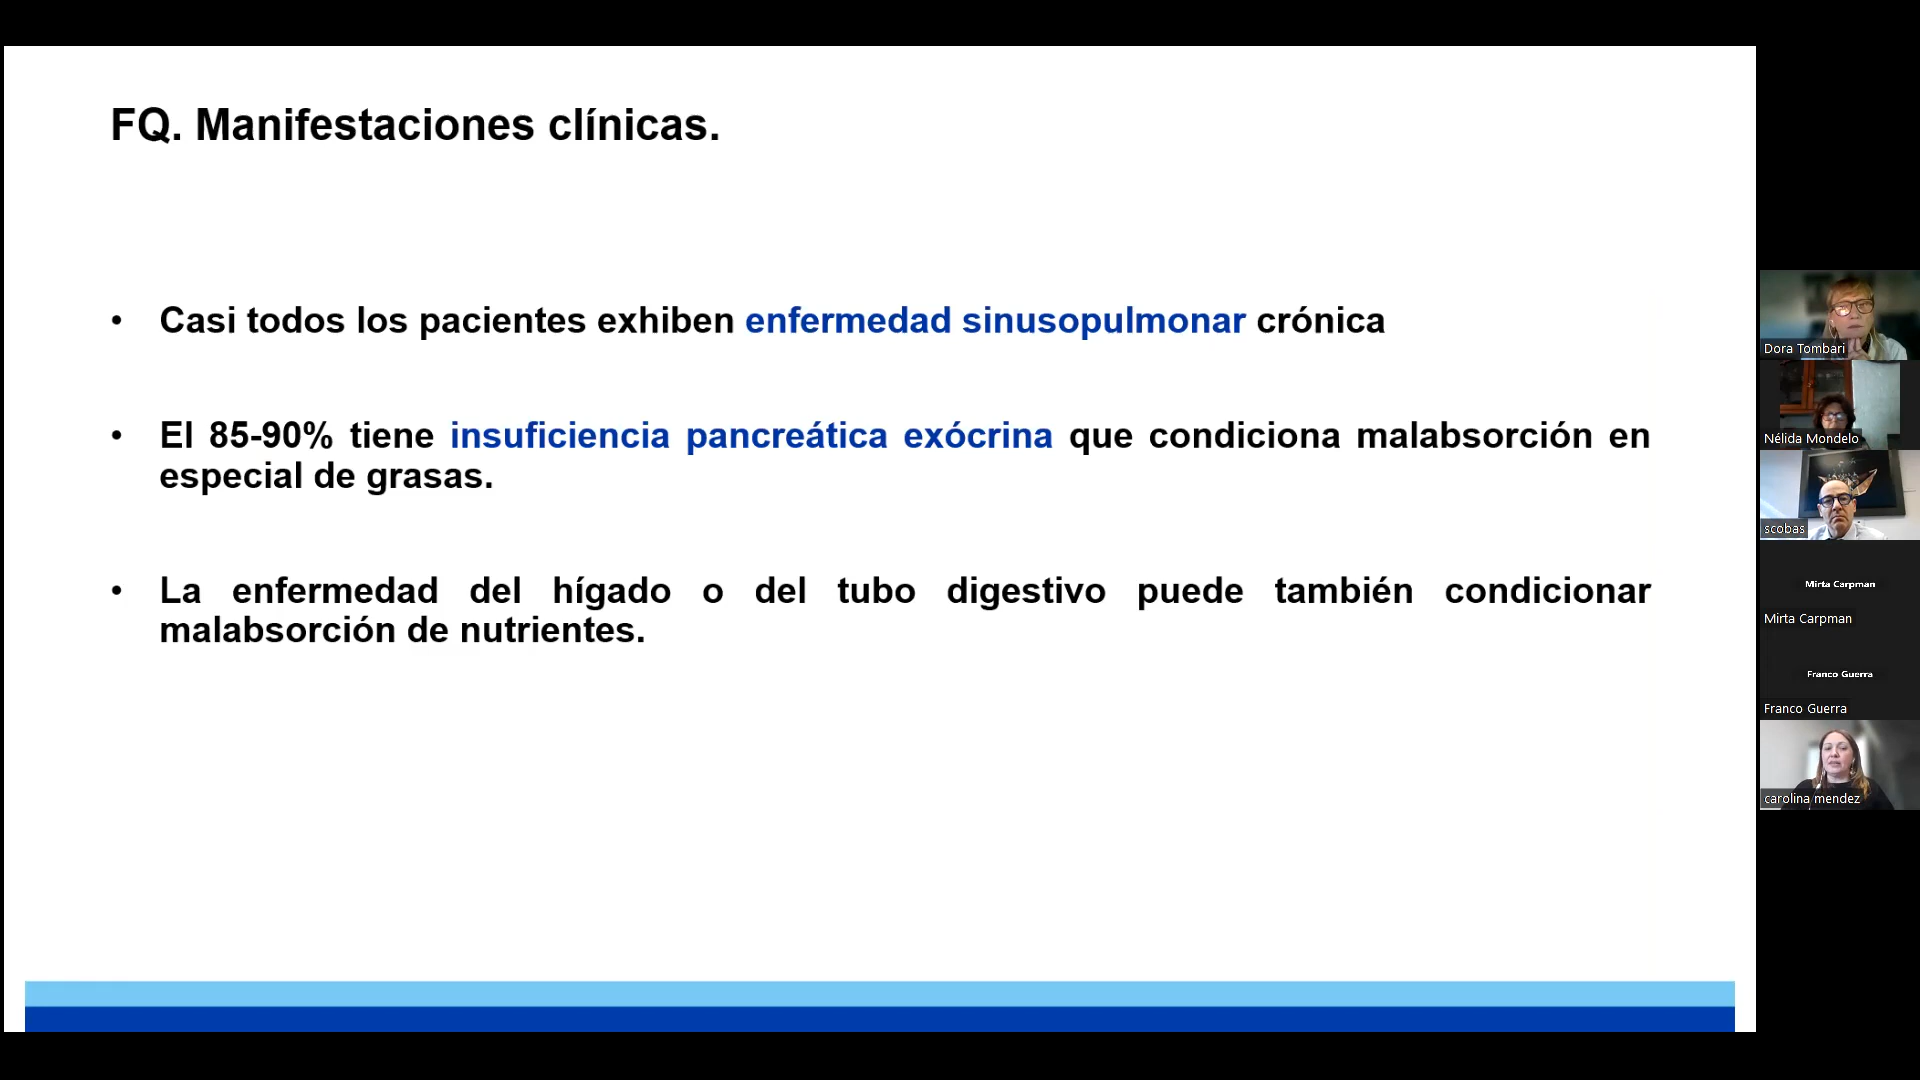 FQ. Manifestaciones clínicas.
• Casi todos los pacientes exhiben enfermedad sinusopulmonar crónica
• El 85-90% tiene insuficiencia pancreática exócrina que condiciona malabsorción en
especial de grasas.
• La enfermedad del hígado o del tubo digestivo puede también condicionar
malabsorción de nutrientes.
Dora Tombari
Nélida Mondelo
scobas
Mirta Carpman
Mirta Carpman
Franco Guerra
Franco Guerra
carolina mendez